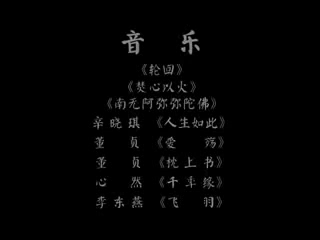 音 乐
《轮回》
《焚心以火》
《南无阿弥弥陀佛》
辛晓琪 《人生如此》
董 贞 《爱 殇》
董 贞 《枕上书》
心 然 《千年缘》
李东燕 《飞 羽》